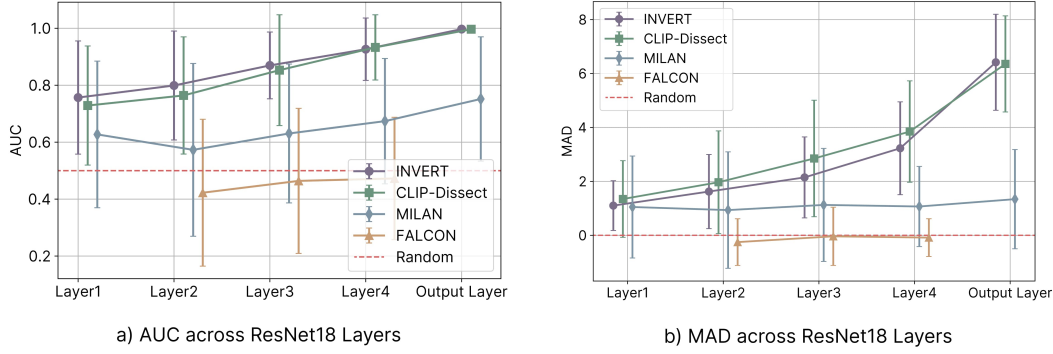 AUC
1.0
0.8
0.6
0.4
0.2
INVERT
CLIP-Dissect
MILAN
FALCON
Random
Layer1 Layer2 Layer3 Layer4 Output Layer
a) AUC across ResNet18 Layers
MAD
8
6
4
2
0
INVERT
CLIP-Dissect
MILAN
FALCON
Random
Layer1 Layer2 Layer3 Layer4 Output Layer
b) MAD across ResNet18 Layers